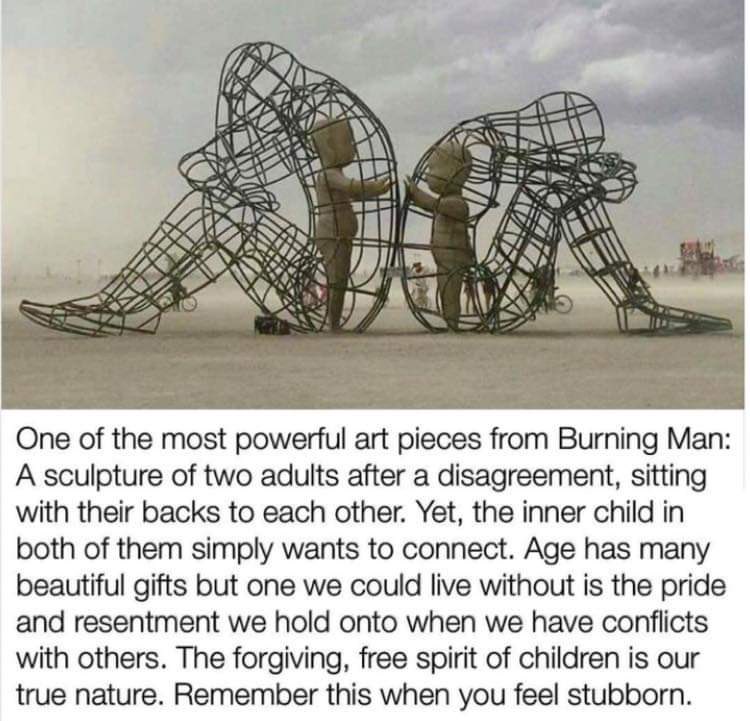 One of the most powerful art pieces from Burning Man:
A sculpture of two adults after a disagreement, sitting
with their backs to each other. Yet, the inner child in
both of them simply wants to connect. Age has many
beautiful gifts but one we could live without is the pride
and resentment we hold onto when we have conflicts
with others. The forgiving, free spirit of children is our
true nature. Remember this when you feel stubborn.